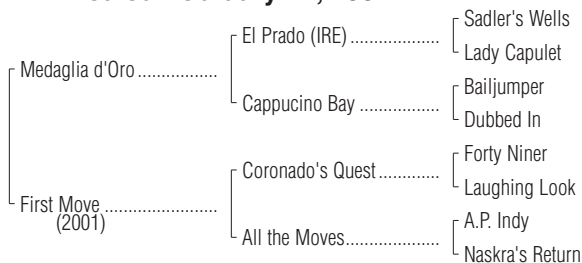 Sadler's Wells
El Prado (IRE) ....................
Lady Capulet
Medaglia d'Oro .................
Bailjumper
Cappucino Bay ..................
Dubbed In
Forty Niner
Coronado's Quest.............
Laughing Look
First Move ........................
(2001)
A.P. Indy
All the Moves.....................
Naskra's Return